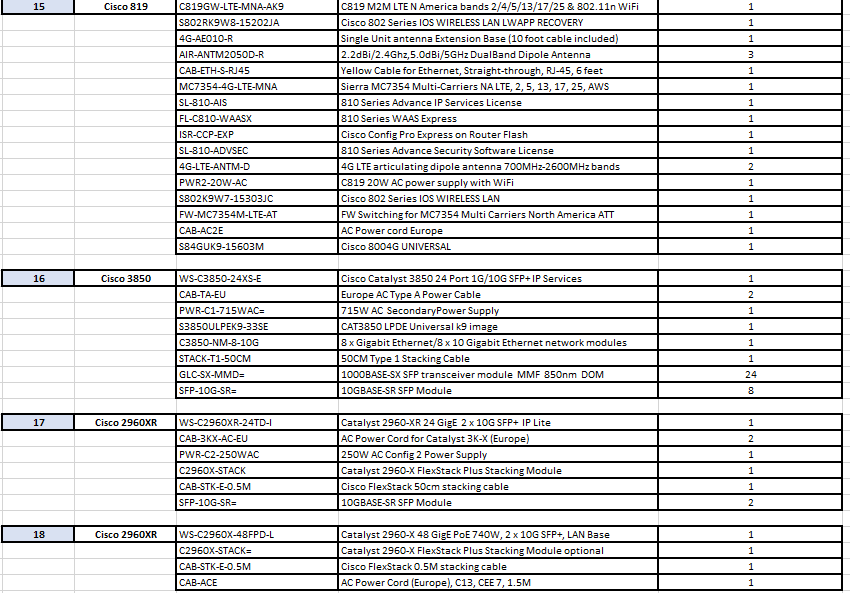 15 Cisco 819 C819GW-LTE-MNA-AK9 C819 M2M LTE N America bands 2/4/5/13/17/25 & 802.11n WiFi 1
S802RK9W8-15202JA Cisco 802 Series IOS WIRELESS LAN LWAPP RECOVERY 1
4G-AE010-R Single Unit antenna Extension Base (10 foot cable included) 1
AIR-ANTM2050D-R 2.2dBi/2.4Ghz,5.0dBi/5GHz DualBand Dipole Antenna 3
CAB-ETH-S-RJ45 Yellow Cable for Ethernet, Straight-through, RJ-45, 6 feet 1
MC7354-4G-LTE-MNA Sierra MC7354 Multi-Carriers NA LTE, 2, 5, 13, 17, 25, AWS 1
SL-810-AIS 810 Series Advance IP Services License 1
FL-C810-WAASX 810 Series WAAS Express 1
ISR-CCP-EXP Cisco Config Pro Express on Router Flash 1
SL-810-ADVSEC 810 Series Advance Security Software License 1
4G-LTE-ANTM-D 4G LTE articulating dipole antenna 700MHz-2600MHz bands 2
PWR2-20W-AC C819 20W AC power supply with WiFi 1
S802K9W7-15303JC Cisco 802 Series IOS WIRELESS LAN 1
FW-MC7354M-LTE-AT FW Switching for MC7354 Multi Carriers North America ATT 1
CAB-AC2E AC Power cord Europe 1
S84GUK9-15603M Cisco 8004G UNIVERSAL 1
16 Cisco 3850 WS-C3850-24XS-E Cisco Catalyst 3850 24 Port 1G/10G SFP+ IP Services 1
CAB-TA-EU Europe AC Type A Power Cable 2
PWR-C1-715WAC= 715W AC SecondaryPower Supply 1
S3850ULPEK9-33SE CAT3850 LPDE Universal k9 image 1
C3850-NM-8-10G 8 x Gigabit Ethernet/8 x 10 Gigabit Ethernet network modules 1
STACK-T1-50CM 50CM Type 1 Stacking Cable 1
GLC-SX-MMD= 1000BASE-SX SFP transceiver module MMF 850nm DOM 24
SFP-10G-SR= 10GBASE-SR SFP Module 8
17 Cisco 2960XR WS-C2960XR-24TD-I Catalyst 2960-XR 24 GigE 2 x 10G SFP+ IP Lite 1
CAB-3KX-AC-EU AC Power Cord for Catalyst 3K-X (Europe) 2
PWR-C2-250WAC 250W AC Config 2 Power Supply 1
C2960X-STACK Catalyst 2960-X FlexStack Plus Stacking Module 1
CAB-STK-E-0.5M Cisco FlexStack 50cm stacking cable 1
SFP-10G-SR= 10GBASE-SR SFP Module 2
18 Cisco 2960XR WS-C2960X-48FPD-L Catalyst 2960-X 48 GigE PoE 740W, 2 x 10G SFP+, LAN Base 1
C2960X-STACK= Catalyst 2960-X FlexStack Plus Stacking Module optional 1
CAB-STK-E-0.5M Cisco FlexStack 0.5M stacking cable 1
CAB-ACE AC Power Cord (Europe), C13, CEE 7, 1.5M 1